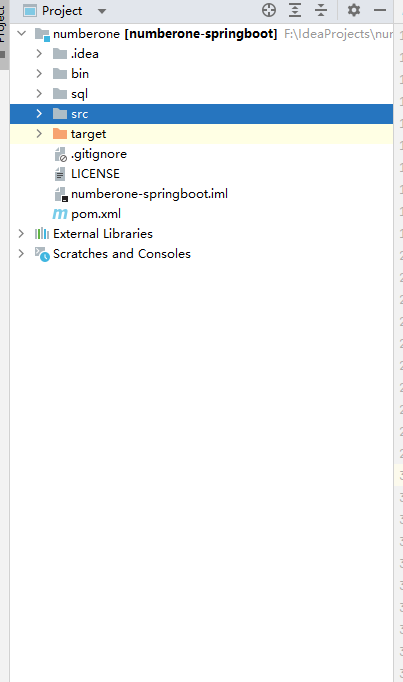 Project
Project
numberone [numberone-springboot] F:\IdeaProjects\nur
.idea
bin
sql
src
target
.gitignore
LICENSE
numberone-springboot.iml
pom.xml
External Libraries
Scratches and Consoles